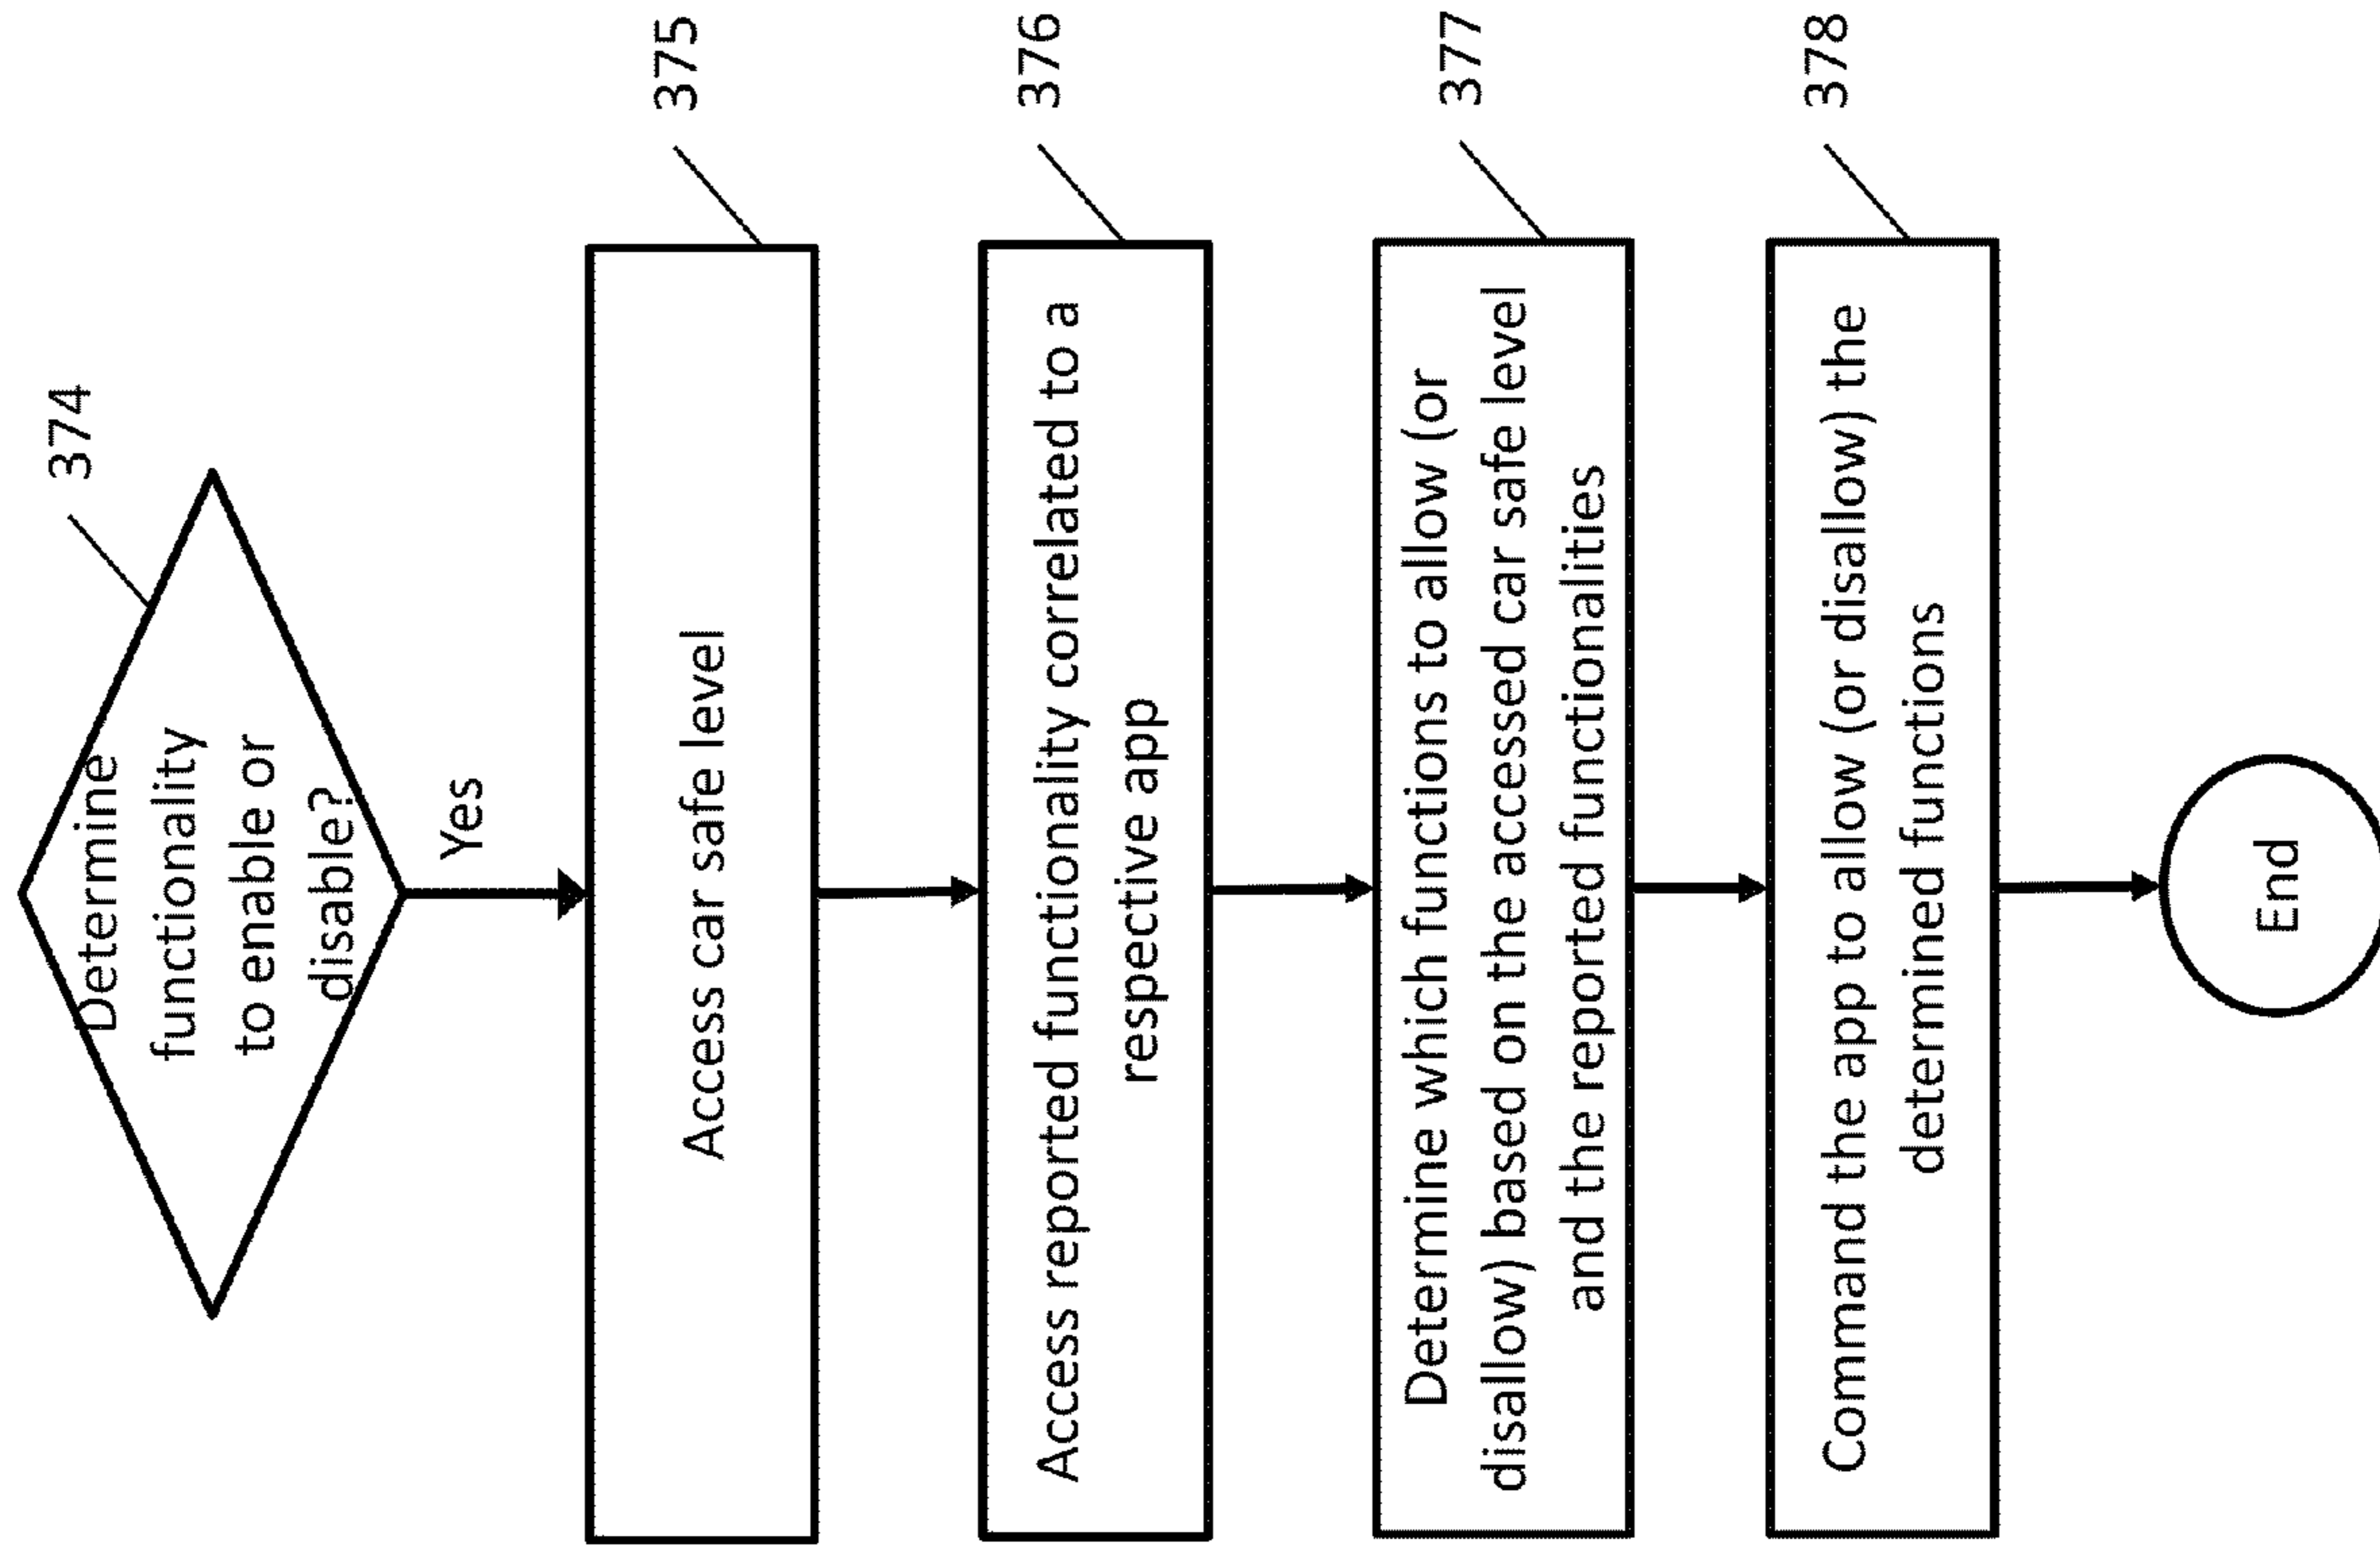 374
Determine
functionality
to enable or
disable?
Yes
375
Access car safe level
376
Access reported functionality correlated to a
respective app
377
Determine which functions to allow (or
disallow) based on the accessed car safe level
and the reported functionalities
378
Command the app to allow (or disallow) the
determined functions
End